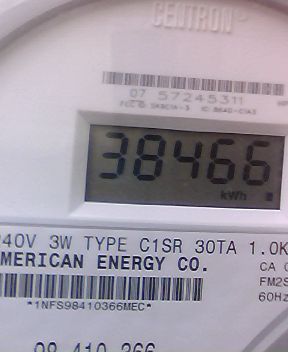 CENTRON®
07 57245311
38466
kWh
240V 3W TYPE C1SR 30TA 1.0K
AMERICAN ENERGY CO.
CA
FM2S
60Hz
*1NFS98410366MEC*
98 410 366